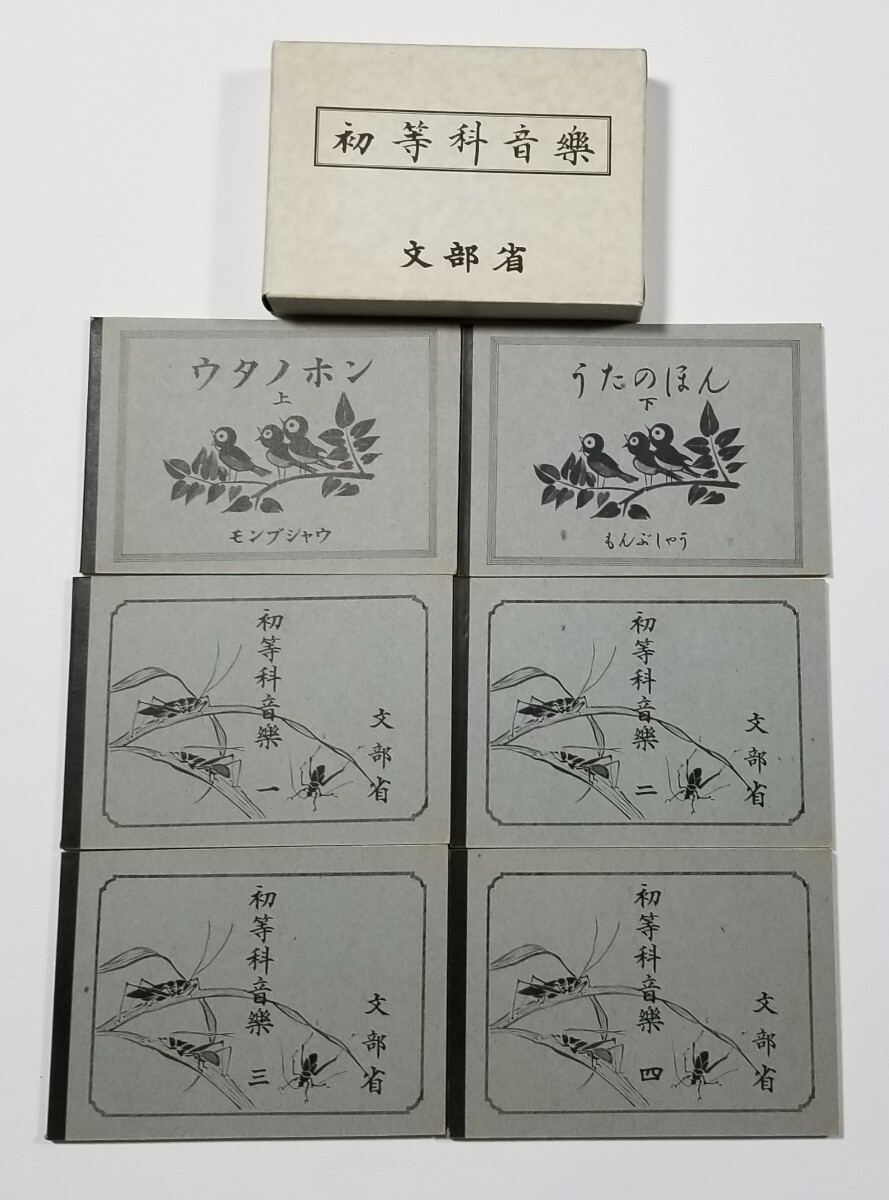 初等科音樂
文部省
ウタノホン
上
モンブシャウ
うたのほん
下
もんぶしゃう
初等科音樂 一
文部省
初等科音樂 二
文部省
初等科音樂 三
文部省
初等科音樂 四
文部省